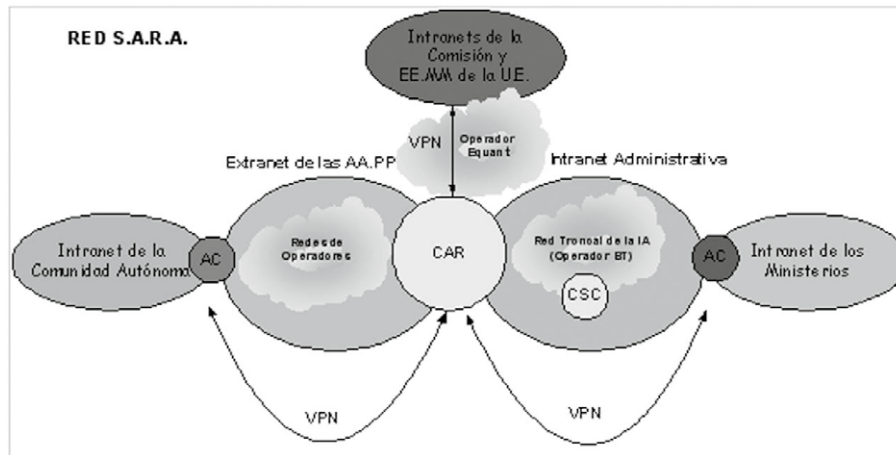 RED S.A.R.A.
Intranets de la
Comisión y
EE.MM de la U.E.
VPN
Operador
Equant
Extranet de las AA.PP
Intranet Administrativa
Intranet de la
Comunidad Autónoma
AC
Redes de
Operadores
CAR
Red Troncal de la IA
(Operador BT)
CSC
AC
Intranet de los
Ministerios
VPN
VPN